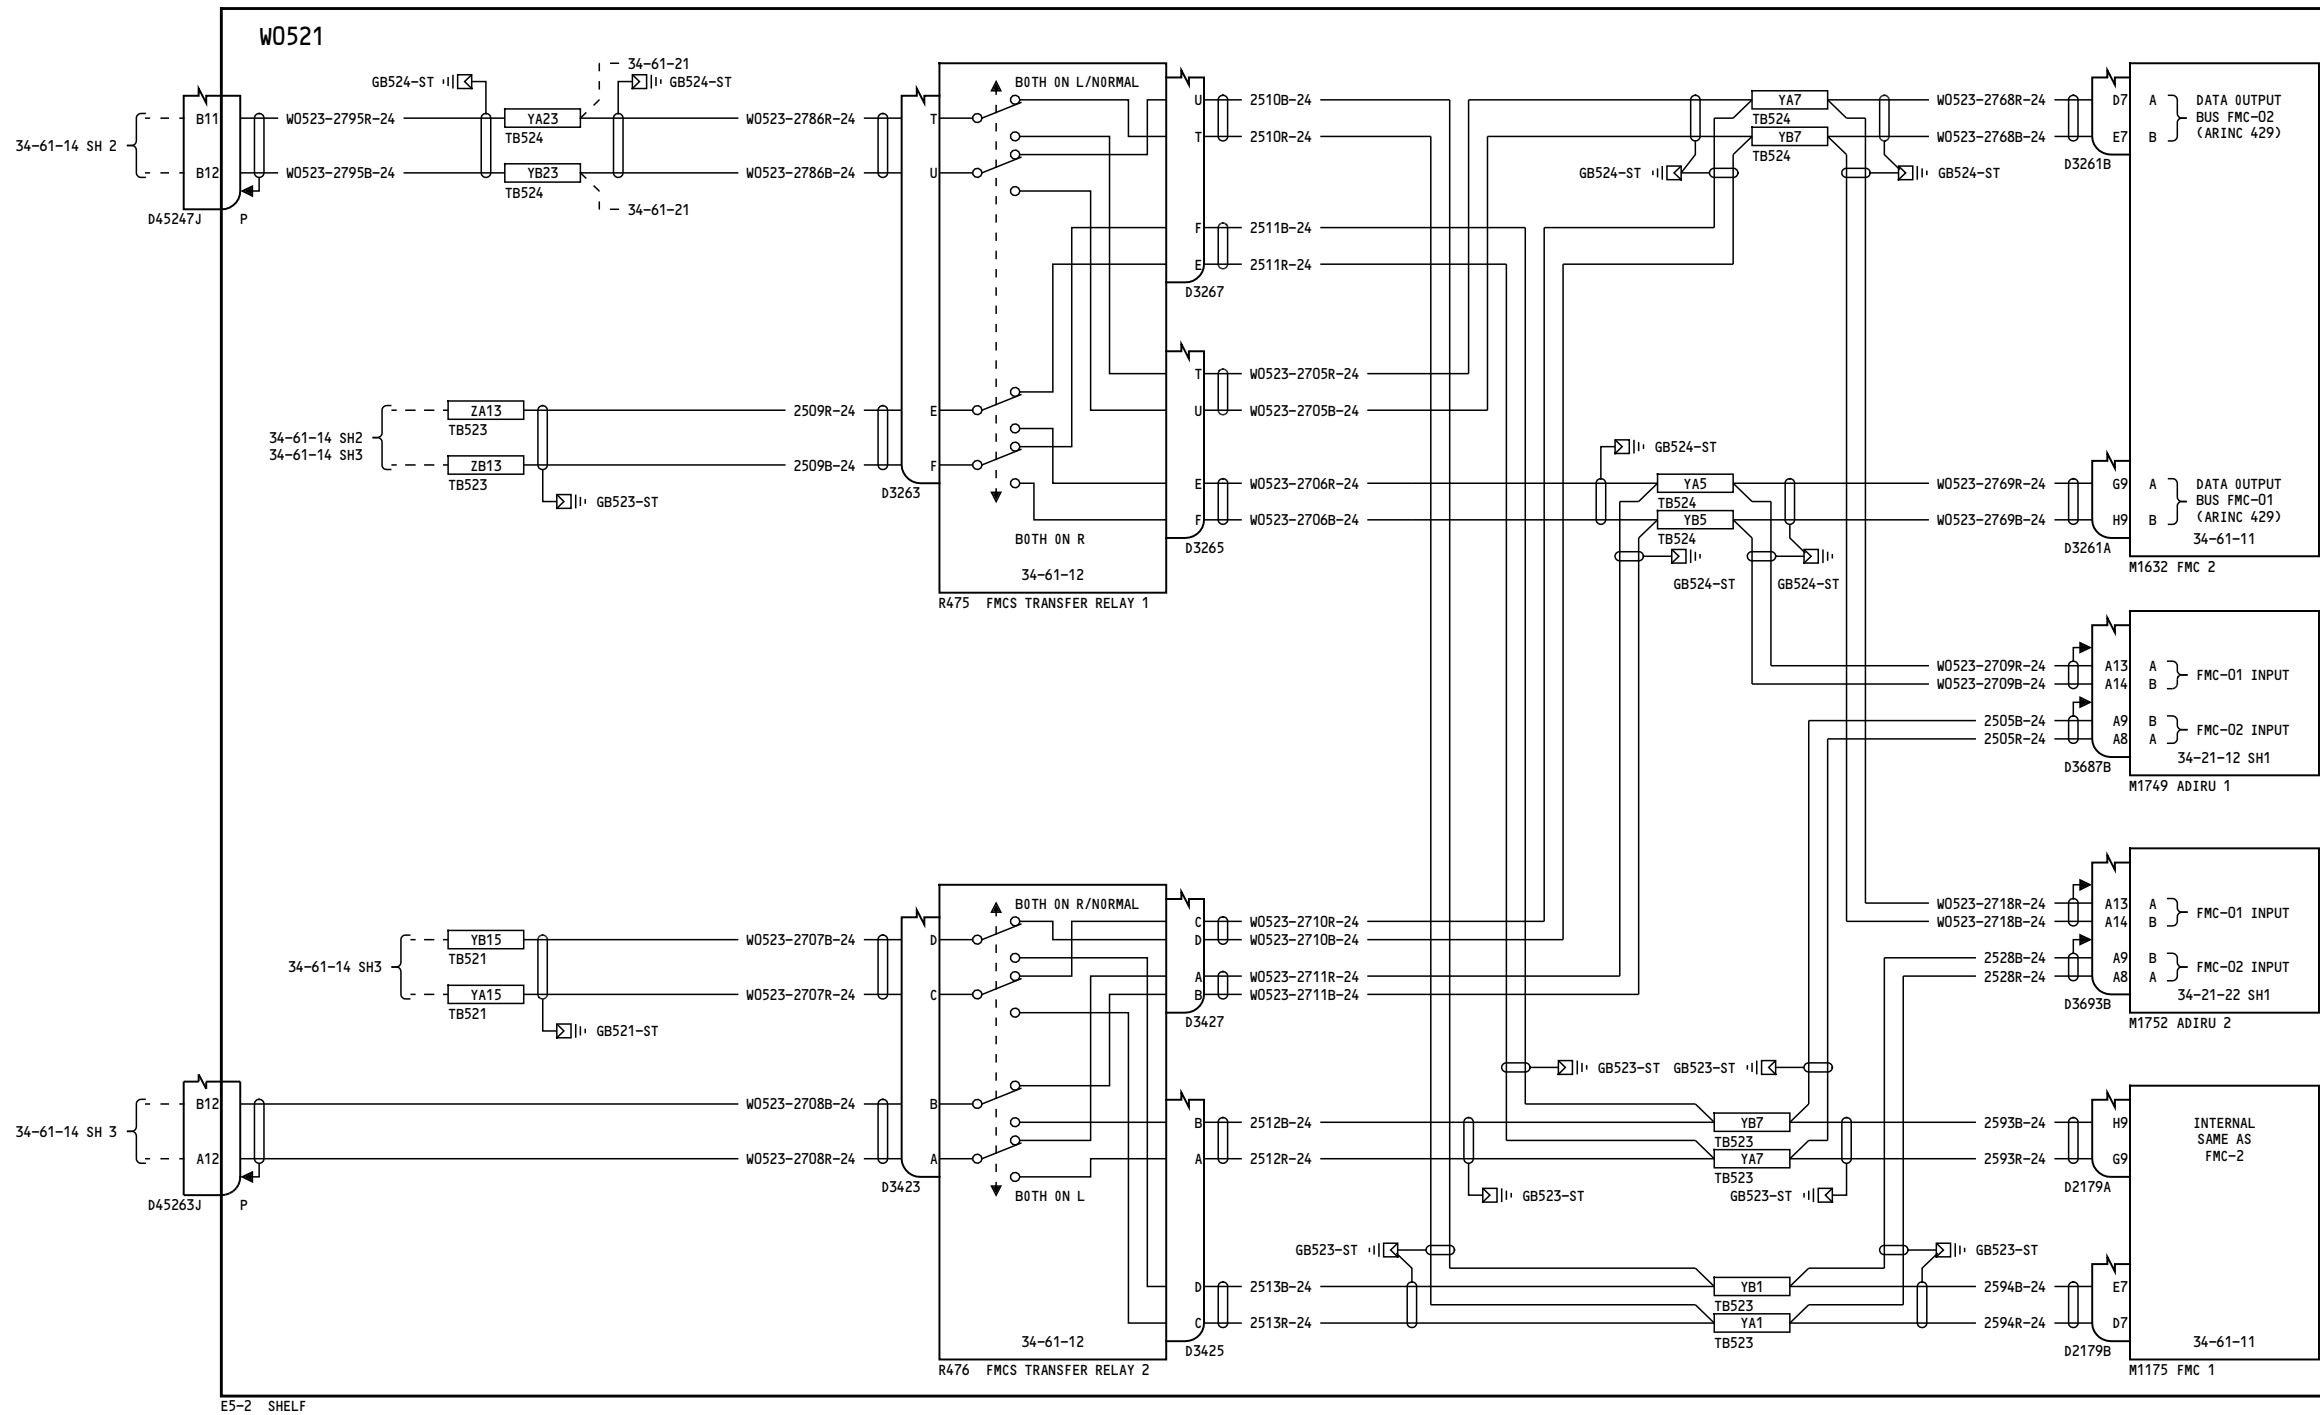 W0521
34-61-21
GB524-ST
GB524-ST
34-61-14 SH 2
B11
W0523-2795R-24
YA23
TB524
W0523-2786R-24
T
B12
W0523-2795B-24
YB23
TB524
W0523-2786B-24
U
34-61-21
D45247J
P
34-61-14 SH2
34-61-14 SH3
ZA13
TB523
2509R-24
E
ZB13
TB523
2509B-24
F
GB523-ST
D3263
BOTH ON L/NORMAL
BOTH ON R
34-61-12
R475 FMCS TRANSFER RELAY 1
U
2510B-24
T
2510R-24
F
2511B-24
E
2511R-24
D3267
T
W0523-2705R-24
U
W0523-2705B-24
E
W0523-2706R-24
F
W0523-2706B-24
D3265
YA7
TB524
YB7
TB524
GB524-ST
GB524-ST
W0523-2768R-24
W0523-2768B-24
D7
A
E7
B
DATA OUTPUT
BUS FMC-02
(ARINC 429)
D3261B
GB524-ST
YA5
TB524
YB5
TB524
GB524-ST
GB524-ST
W0523-2769R-24
W0523-2769B-24
G9
A
H9
B
DATA OUTPUT
BUS FMC-01
(ARINC 429)
34-61-11
D3261A
M1632 FMC 2
W0523-2709R-24
A13
A
W0523-2709B-24
A14
B
FMC-01 INPUT
2505B-24
A9
B
2505R-24
A8
A
FMC-02 INPUT
34-21-12 SH1
D3687B
M1749 ADIRU 1
34-61-14 SH3
YB15
TB521
W0523-2707B-24
D
YA15
TB521
W0523-2707R-24
C
GB521-ST
34-61-14 SH 3
B12
W0523-2708B-24
B
A12
W0523-2708R-24
A
D45263J
P
D3423
BOTH ON R/NORMAL
BOTH ON L
34-61-12
R476 FMCS TRANSFER RELAY 2
C
W0523-2710R-24
D
W0523-2710B-24
A
W0523-2711R-24
B
W0523-2711B-24
D3427
B
2512B-24
A
2512R-24
D
2513B-24
C
2513R-24
D3425
W0523-2718R-24
A13
A
W0523-2718B-24
A14
B
FMC-01 INPUT
2528B-24
A9
B
2528R-24
A8
A
FMC-02 INPUT
34-21-22 SH1
D3693B
M1752 ADIRU 2
GB523-ST
GB523-ST
YB7
TB523
YA7
TB523
GB523-ST
GB523-ST
2593B-24
H9
2593R-24
G9
D2179A
INTERNAL
SAME AS
FMC-2
GB523-ST
GB523-ST
YB1
TB523
YA1
TB523
2594B-24
E7
2594R-24
D7
34-61-11
D2179B
M1175 FMC 1
E5-2 SHELF